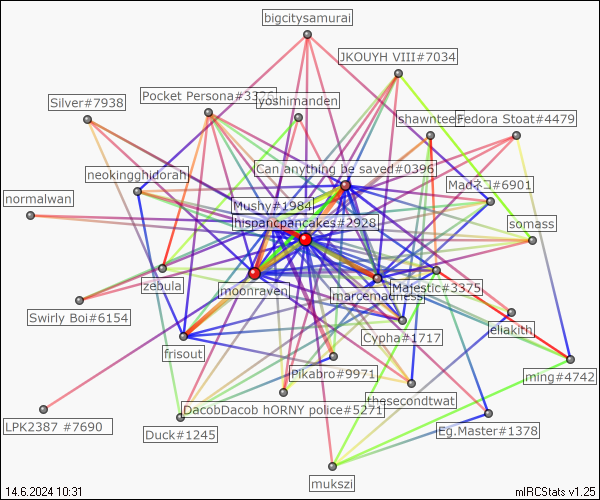 bigcitysamurai
JKOUYH VIII#7034
Silver#7938
Pocket Persona#3326
yoshimanden
shawntee
Fedora Stoat#4479
neokingghidorah
Can anything be saved#0396
Madネコ#6901
normalwan
Mushy#1984
hispanicpancakes#2928
somass
zebula
moonraven
marcemadness
Majestic#3375
Swirly Boi#6154
Cypha#1717
eliakith
frisout
Pikabro#9971
ming#4742
DacobDacob hORNY police#5271
thesecondtwat
LPK2387 #7690
Duck#1245
Eg.Master#1378
mukszi
14.6.2024 10:31
mIRCStats v1.25